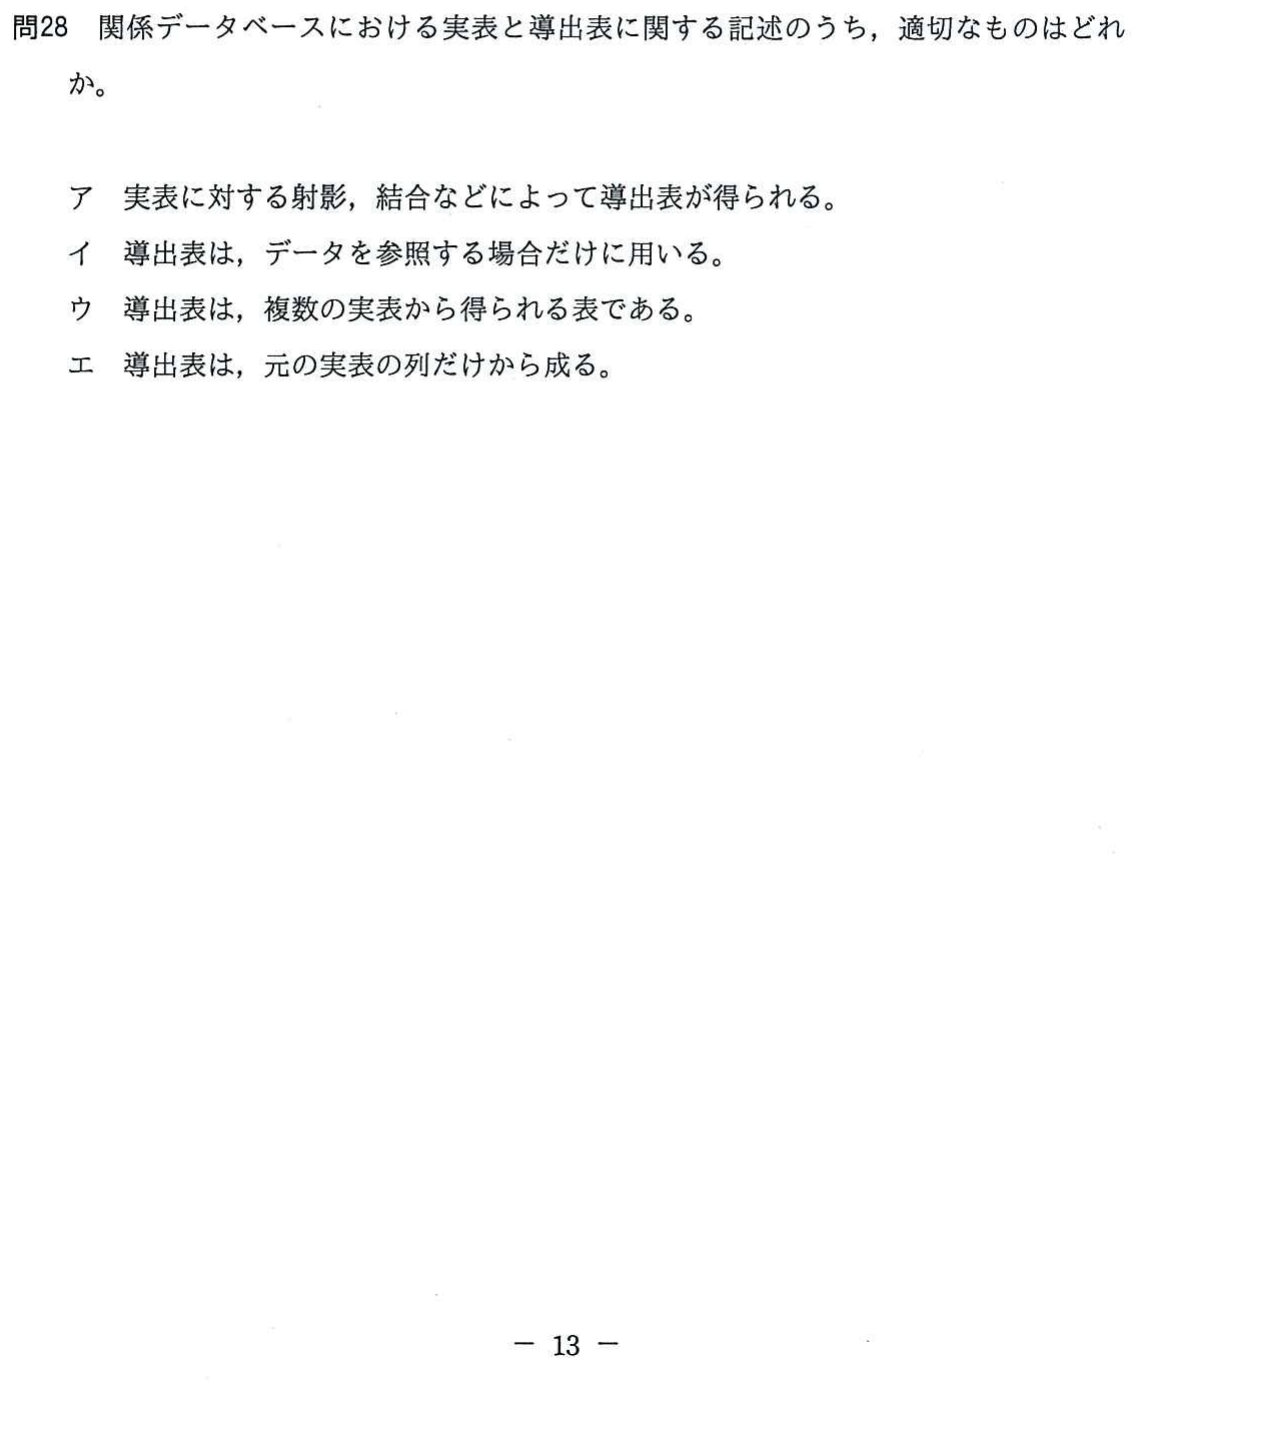 問28 関係データベースにおける実表と導出表に関する記述のうち，適切なものはどれ
か。
ア 実表に対する射影，結合などによって導出表が得られる。
イ 導出表は，データを参照する場合だけに用いる。
ウ 導出表は，複数の実表から得られる表である。
エ 導出表は，元の実表の列だけから成る。
－ 13 －